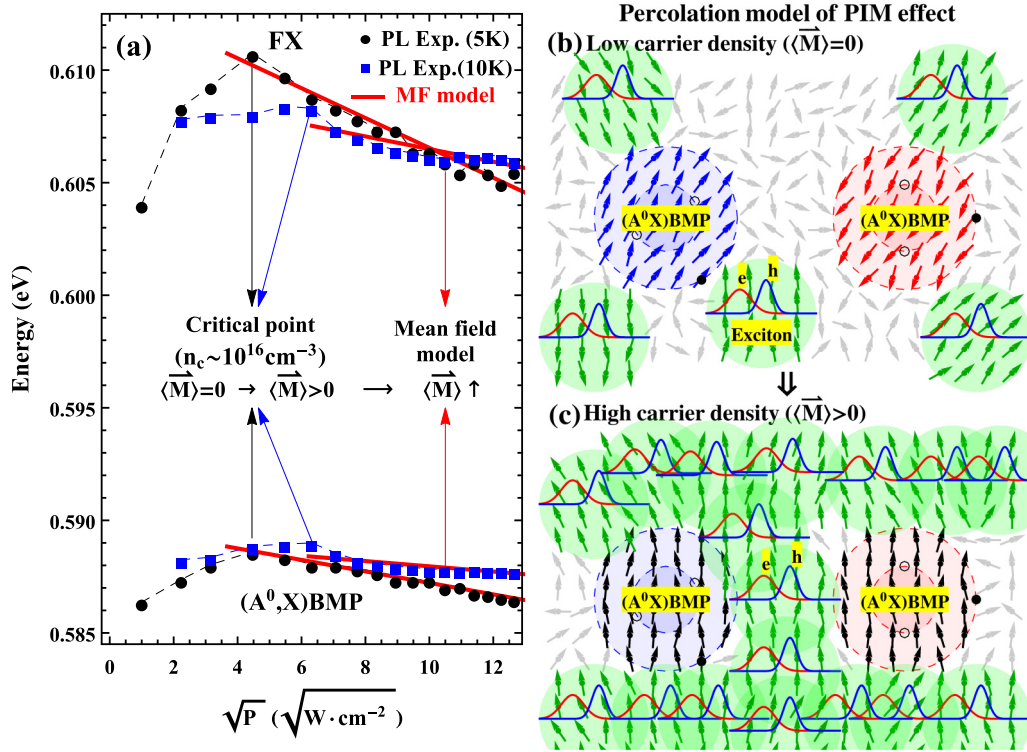 (a)
FX
PL Exp. (5K)
PL Exp.(10K)
MF model
0.610
0.605
0.600
0.595
0.590
0.585
Energy (eV)
Critical point
(n_c~10^16 cm^−3)
⟨M⃗⟩=0 → ⟨M⃗⟩>0 → ⟨M⃗⟩ ↑
Mean field
model
(A^0,X)BMP
0 2 4 6 8 10 12
√P (√W·cm^−2)
Percolation model of PIM effect
(b) Low carrier density (⟨M⃗⟩=0)
(A^0X)BMP
(A^0X)BMP
e
h
Exciton
⇓
(c) High carrier density (⟨M⃗⟩>0)
e
h
(A^0X)BMP
(A^0X)BMP